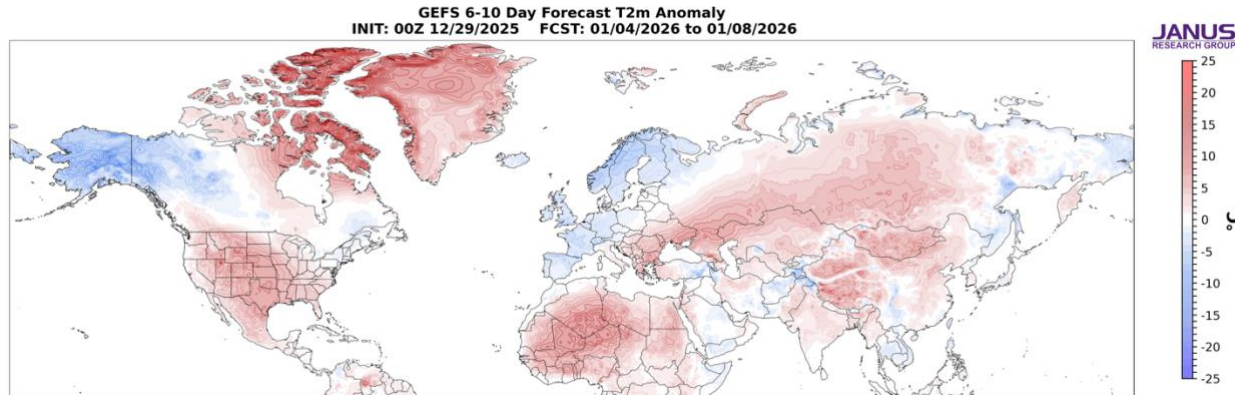 GEFS 6-10 Day Forecast T2m Anomaly
INIT: 00Z 12/29/2025 FCST: 01/04/2026 to 01/08/2026
JANUS
RESEARCH GROUP
25
20
15
10
5
0
-5
-10
-15
-20
-25
°C